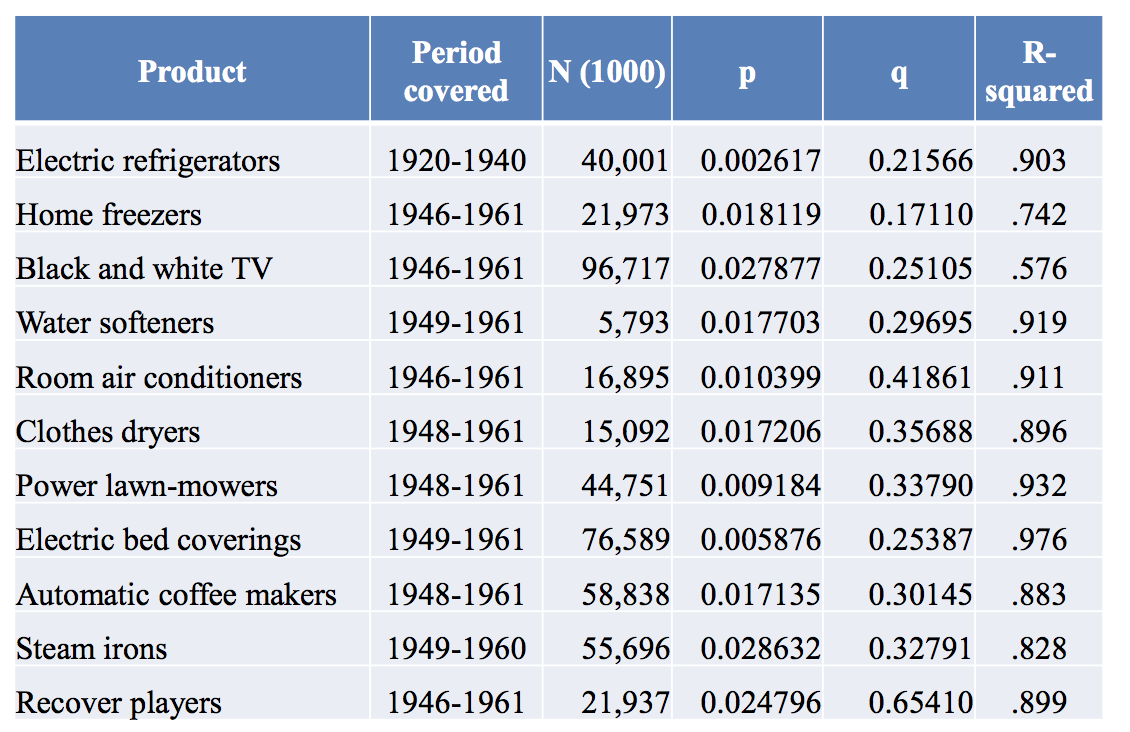 Product Period covered N (1000) p q R-squared
Electric refrigerators 1920-1940 40,001 0.002617 0.21566 .903
Home freezers 1946-1961 21,973 0.018119 0.17110 .742
Black and white TV 1946-1961 96,717 0.027877 0.25105 .576
Water softeners 1949-1961 5,793 0.017703 0.29695 .919
Room air conditioners 1946-1961 16,895 0.010399 0.41861 .911
Clothes dryers 1948-1961 15,092 0.017206 0.35688 .896
Power lawn-mowers 1948-1961 44,751 0.009184 0.33790 .932
Electric bed coverings 1949-1961 76,589 0.005876 0.25387 .976
Automatic coffee makers 1948-1961 58,838 0.017135 0.30145 .883
Steam irons 1949-1960 55,696 0.028632 0.32791 .828
Recover players 1946-1961 21,937 0.024796 0.65410 .899